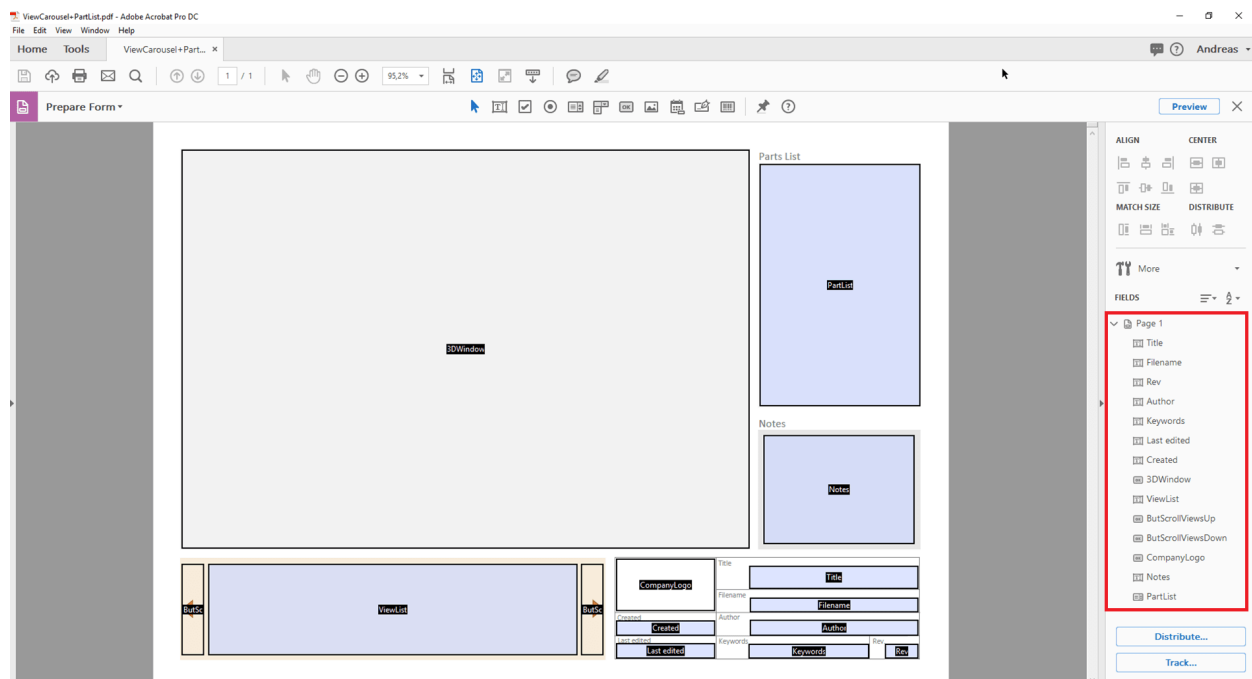 ViewCarousel+PartList.pdf - Adobe Acrobat Pro DC
File Edit View Window Help
Home Tools ViewCarousel+Part... × Andreas
1 / 1 95,2%
Prepare Form Preview
ALIGN CENTER
MATCH SIZE DISTRIBUTE
More
FIELDS
Page 1
Title
Filename
Rev
Author
Keywords
Last edited
Created
3DWindow
ViewList
ButScrollViewsUp
ButScrollViewsDown
CompanyLogo
Notes
PartList
Distribute...
Track...
Parts List
PartList
3DWindow
Notes
Notes
ButSc ViewList ButSc
CompanyLogo
Title
Title
Filename
Filename
Created
Created
Author
Author
Last edited
Last edited
Keywords
Keywords
Rev
Rev